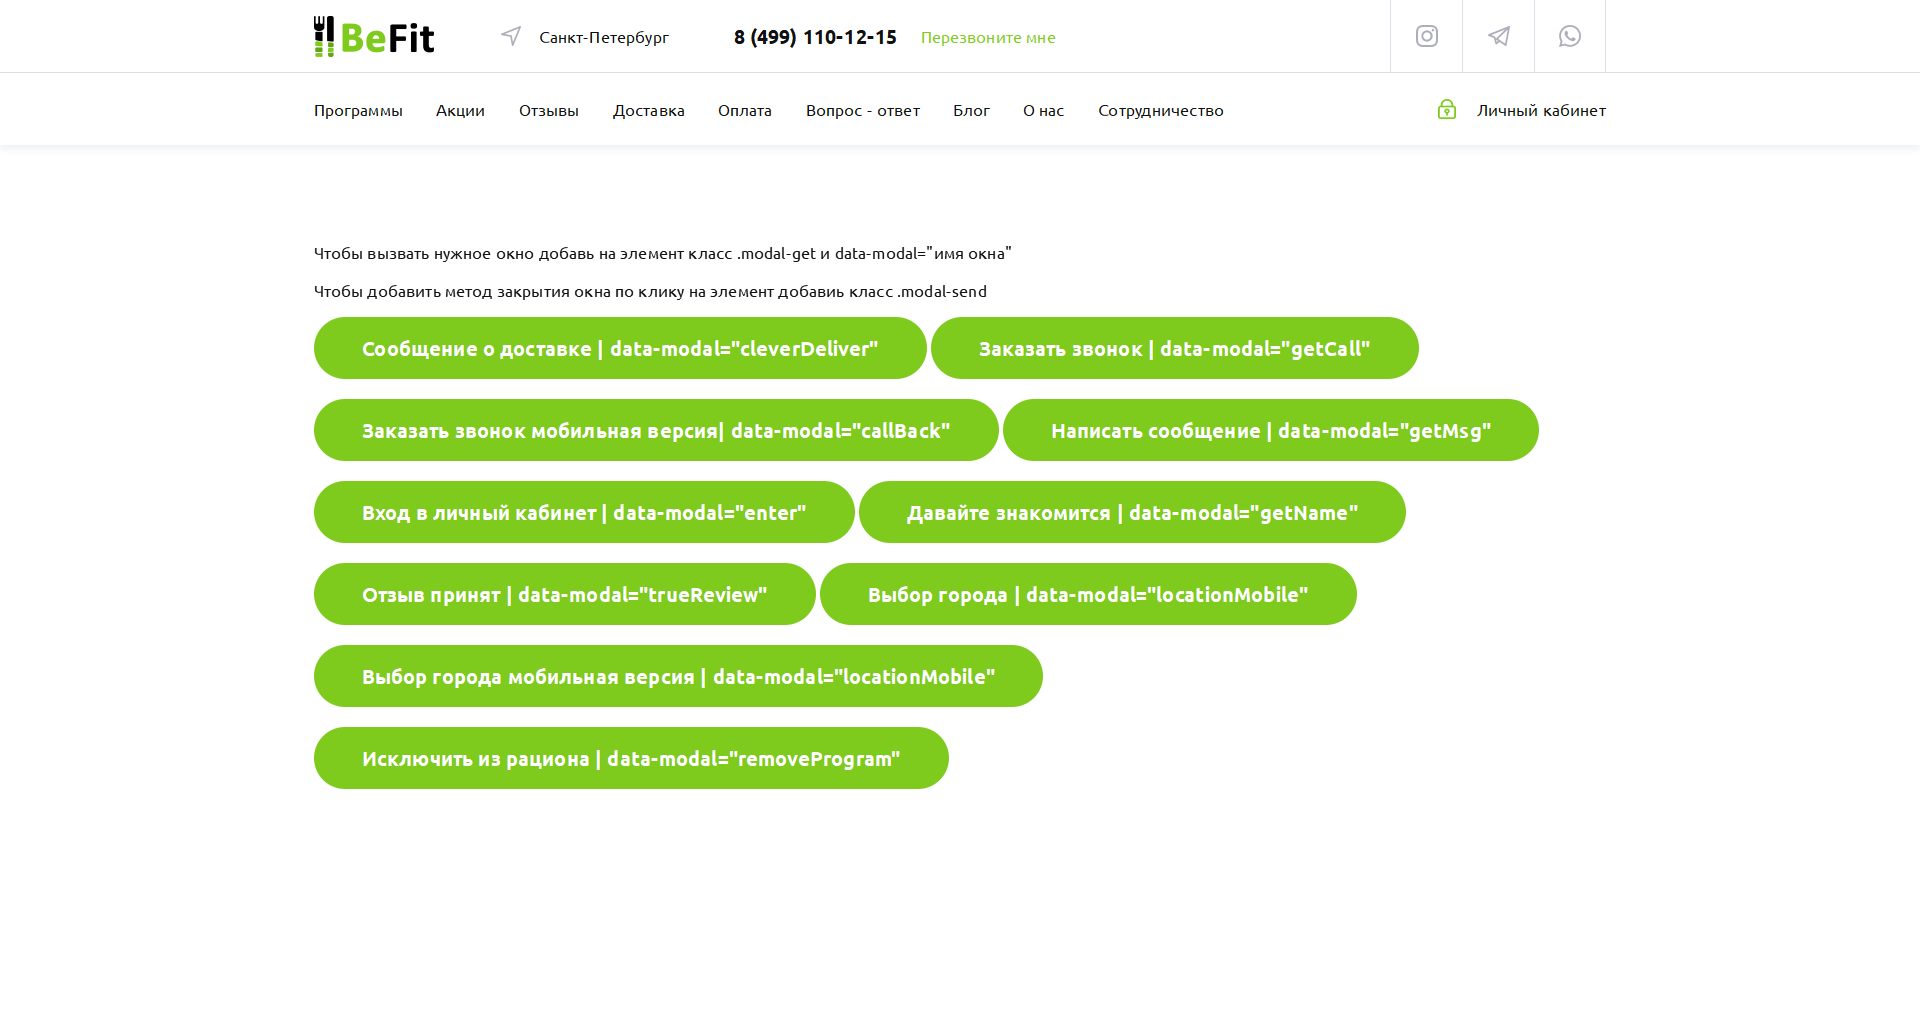 BeFit
Санкт-Петербург
8 (499) 110-12-15 Перезвоните мне
Программы Акции Отзывы Доставка Оплата Вопрос - ответ Блог О нас Сотрудничество Личный кабинет
Чтобы вызвать нужное окно добавь на элемент класс .modal-get и data-modal="имя окна"
Чтобы добавить метод закрытия окна по клику на элемент добавиь класс .modal-send
Сообщение о доставке | data-modal="cleverDeliver"
Заказать звонок | data-modal="getCall"
Заказать звонок мобильная версия| data-modal="callBack"
Написать сообщение | data-modal="getMsg"
Вход в личный кабинет | data-modal="enter"
Давайте знакомится | data-modal="getName"
Отзыв принят | data-modal="trueReview"
Выбор города | data-modal="locationMobile"
Выбор города мобильная версия | data-modal="locationMobile"
Исключить из рациона | data-modal="removeProgram"